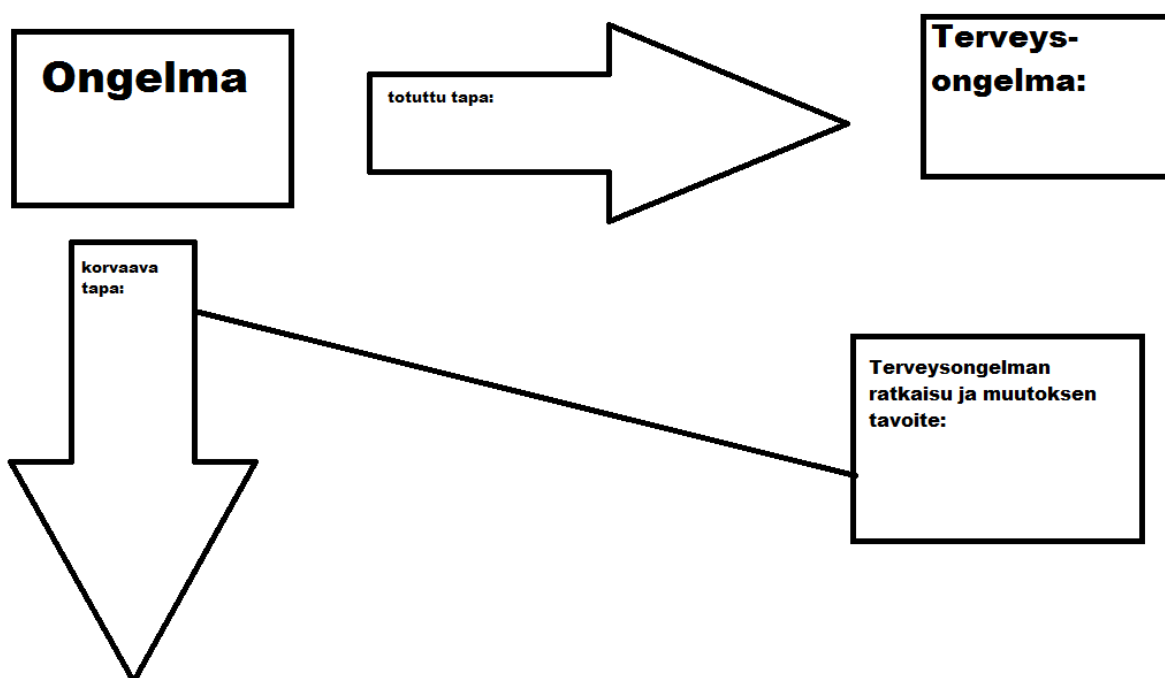 Ongelma
totuttu tapa:
Terveys-
ongelma:
korvaava
tapa:
Terveysongelman
ratkaisu ja muutoksen
tavoite: